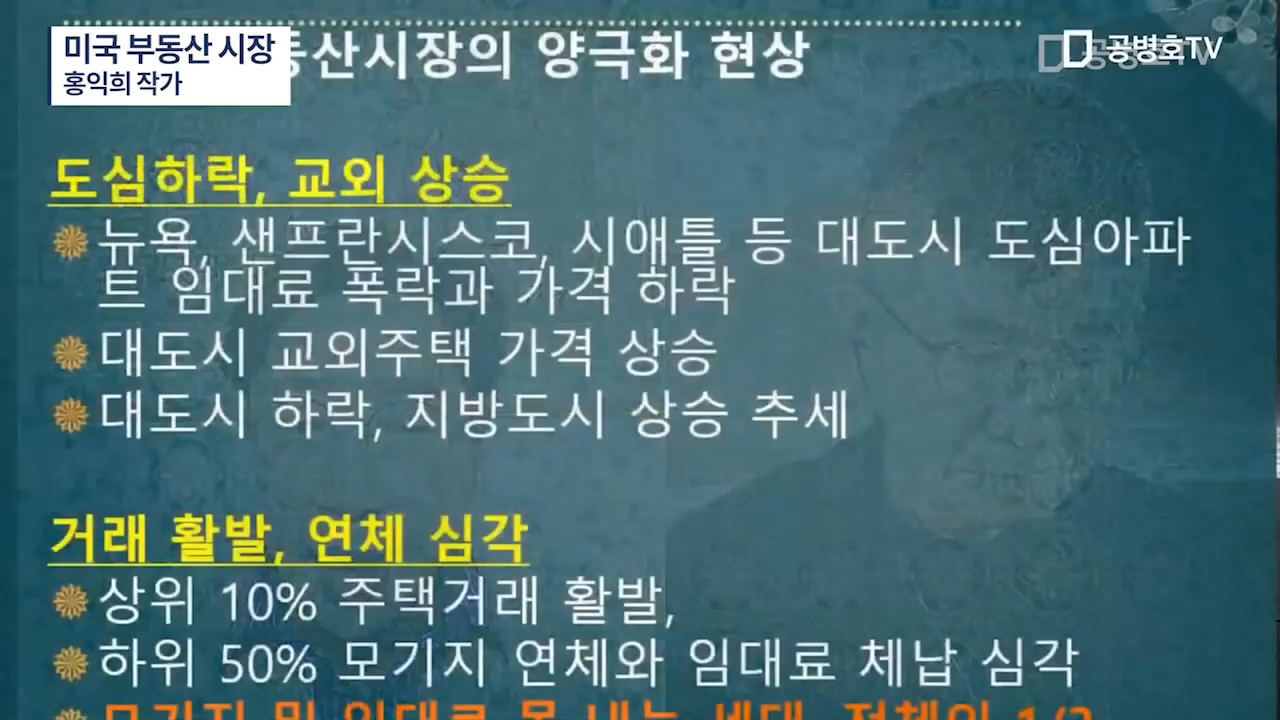 미국 부동산 시장
홍익희 작가
동산시장의 양극화 현상
공병호TV
도심하락, 교외 상승
뉴욕, 샌프란시스코, 시애틀 등 대도시 도심아파
트 임대료 폭락과 가격 하락
대도시 교외주택 가격 상승
대도시 하락, 지방도시 상승 추세
거래 활발, 연체 심각
상위 10% 주택거래 활발,
하위 50% 모기지 연체와 임대료 체납 심각